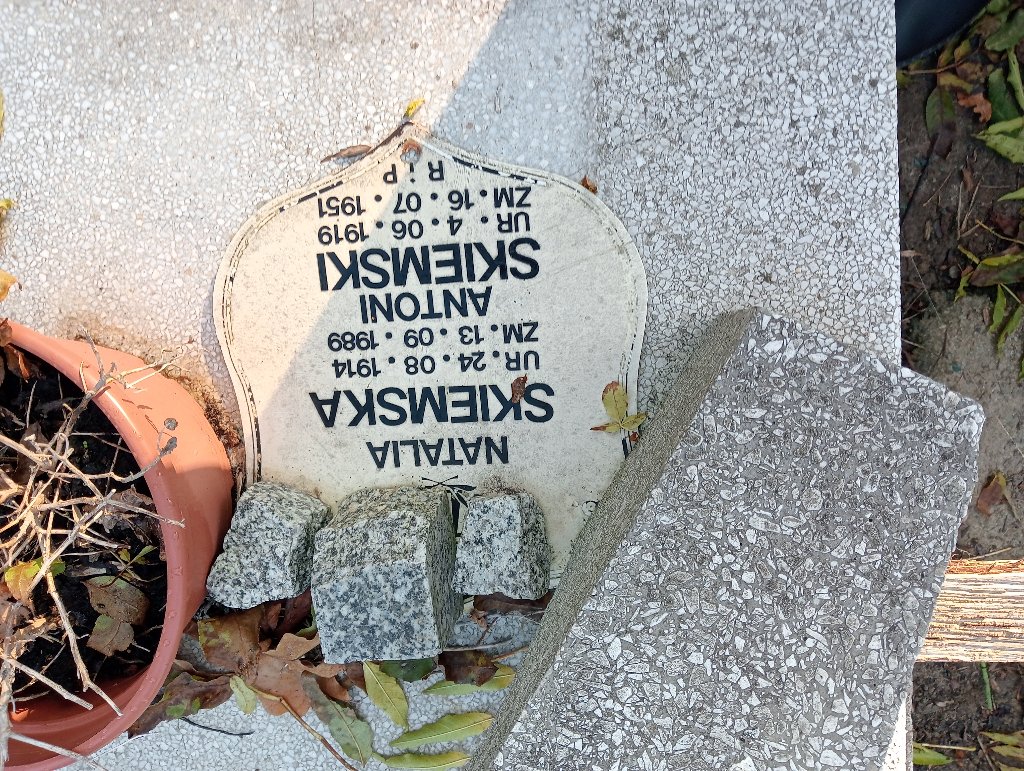 NATALIA
SKIEMSKA
UR. 24. 08. 1914
ZM. 13. 09. 1989
ANTONI
SKIEMSKI
UR. 4. 06. 1919
ZM. 16. 07. 1951
R i P